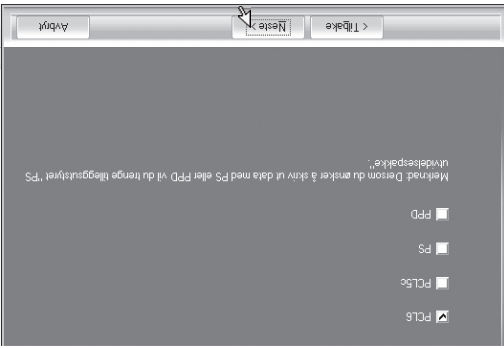 PCL6
PCL5c
PS
PPD
Merknad: Dersom du ønsker å skriv ut data med PS eller PPD vil du trenge tilleggsutstyret "PS
utvidelsespakke".
< Tilbake
Neste >
Avbryt